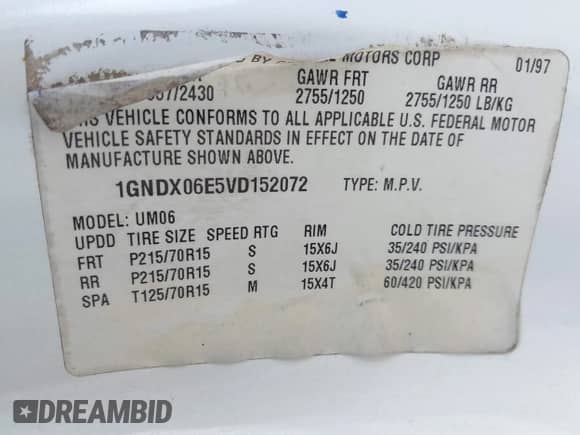 BY MOTORS CORP 01/97
GAWR FRT GAWR RR
/2430 2755/1250 2755/1250 LB/KG
VEHICLE CONFORMS TO ALL APPLICABLE U.S. FEDERAL MOTOR
VEHICLE SAFETY STANDARDS IN EFFECT ON THE DATE OF
MANUFACTURE SHOWN ABOVE.
1GNDX06E5VD152072 TYPE: M.P.V.
MODEL: UM06
UPDD TIRE SIZE SPEED RTG RIM COLD TIRE PRESSURE
FRT P215/70R15 S 15X6J 35/240 PSI/KPA
RR P215/70R15 S 15X6J 35/240 PSI/KPA
SPA T125/70R15 M 15X4T 60/420 PSI/KPA
DREAMBID